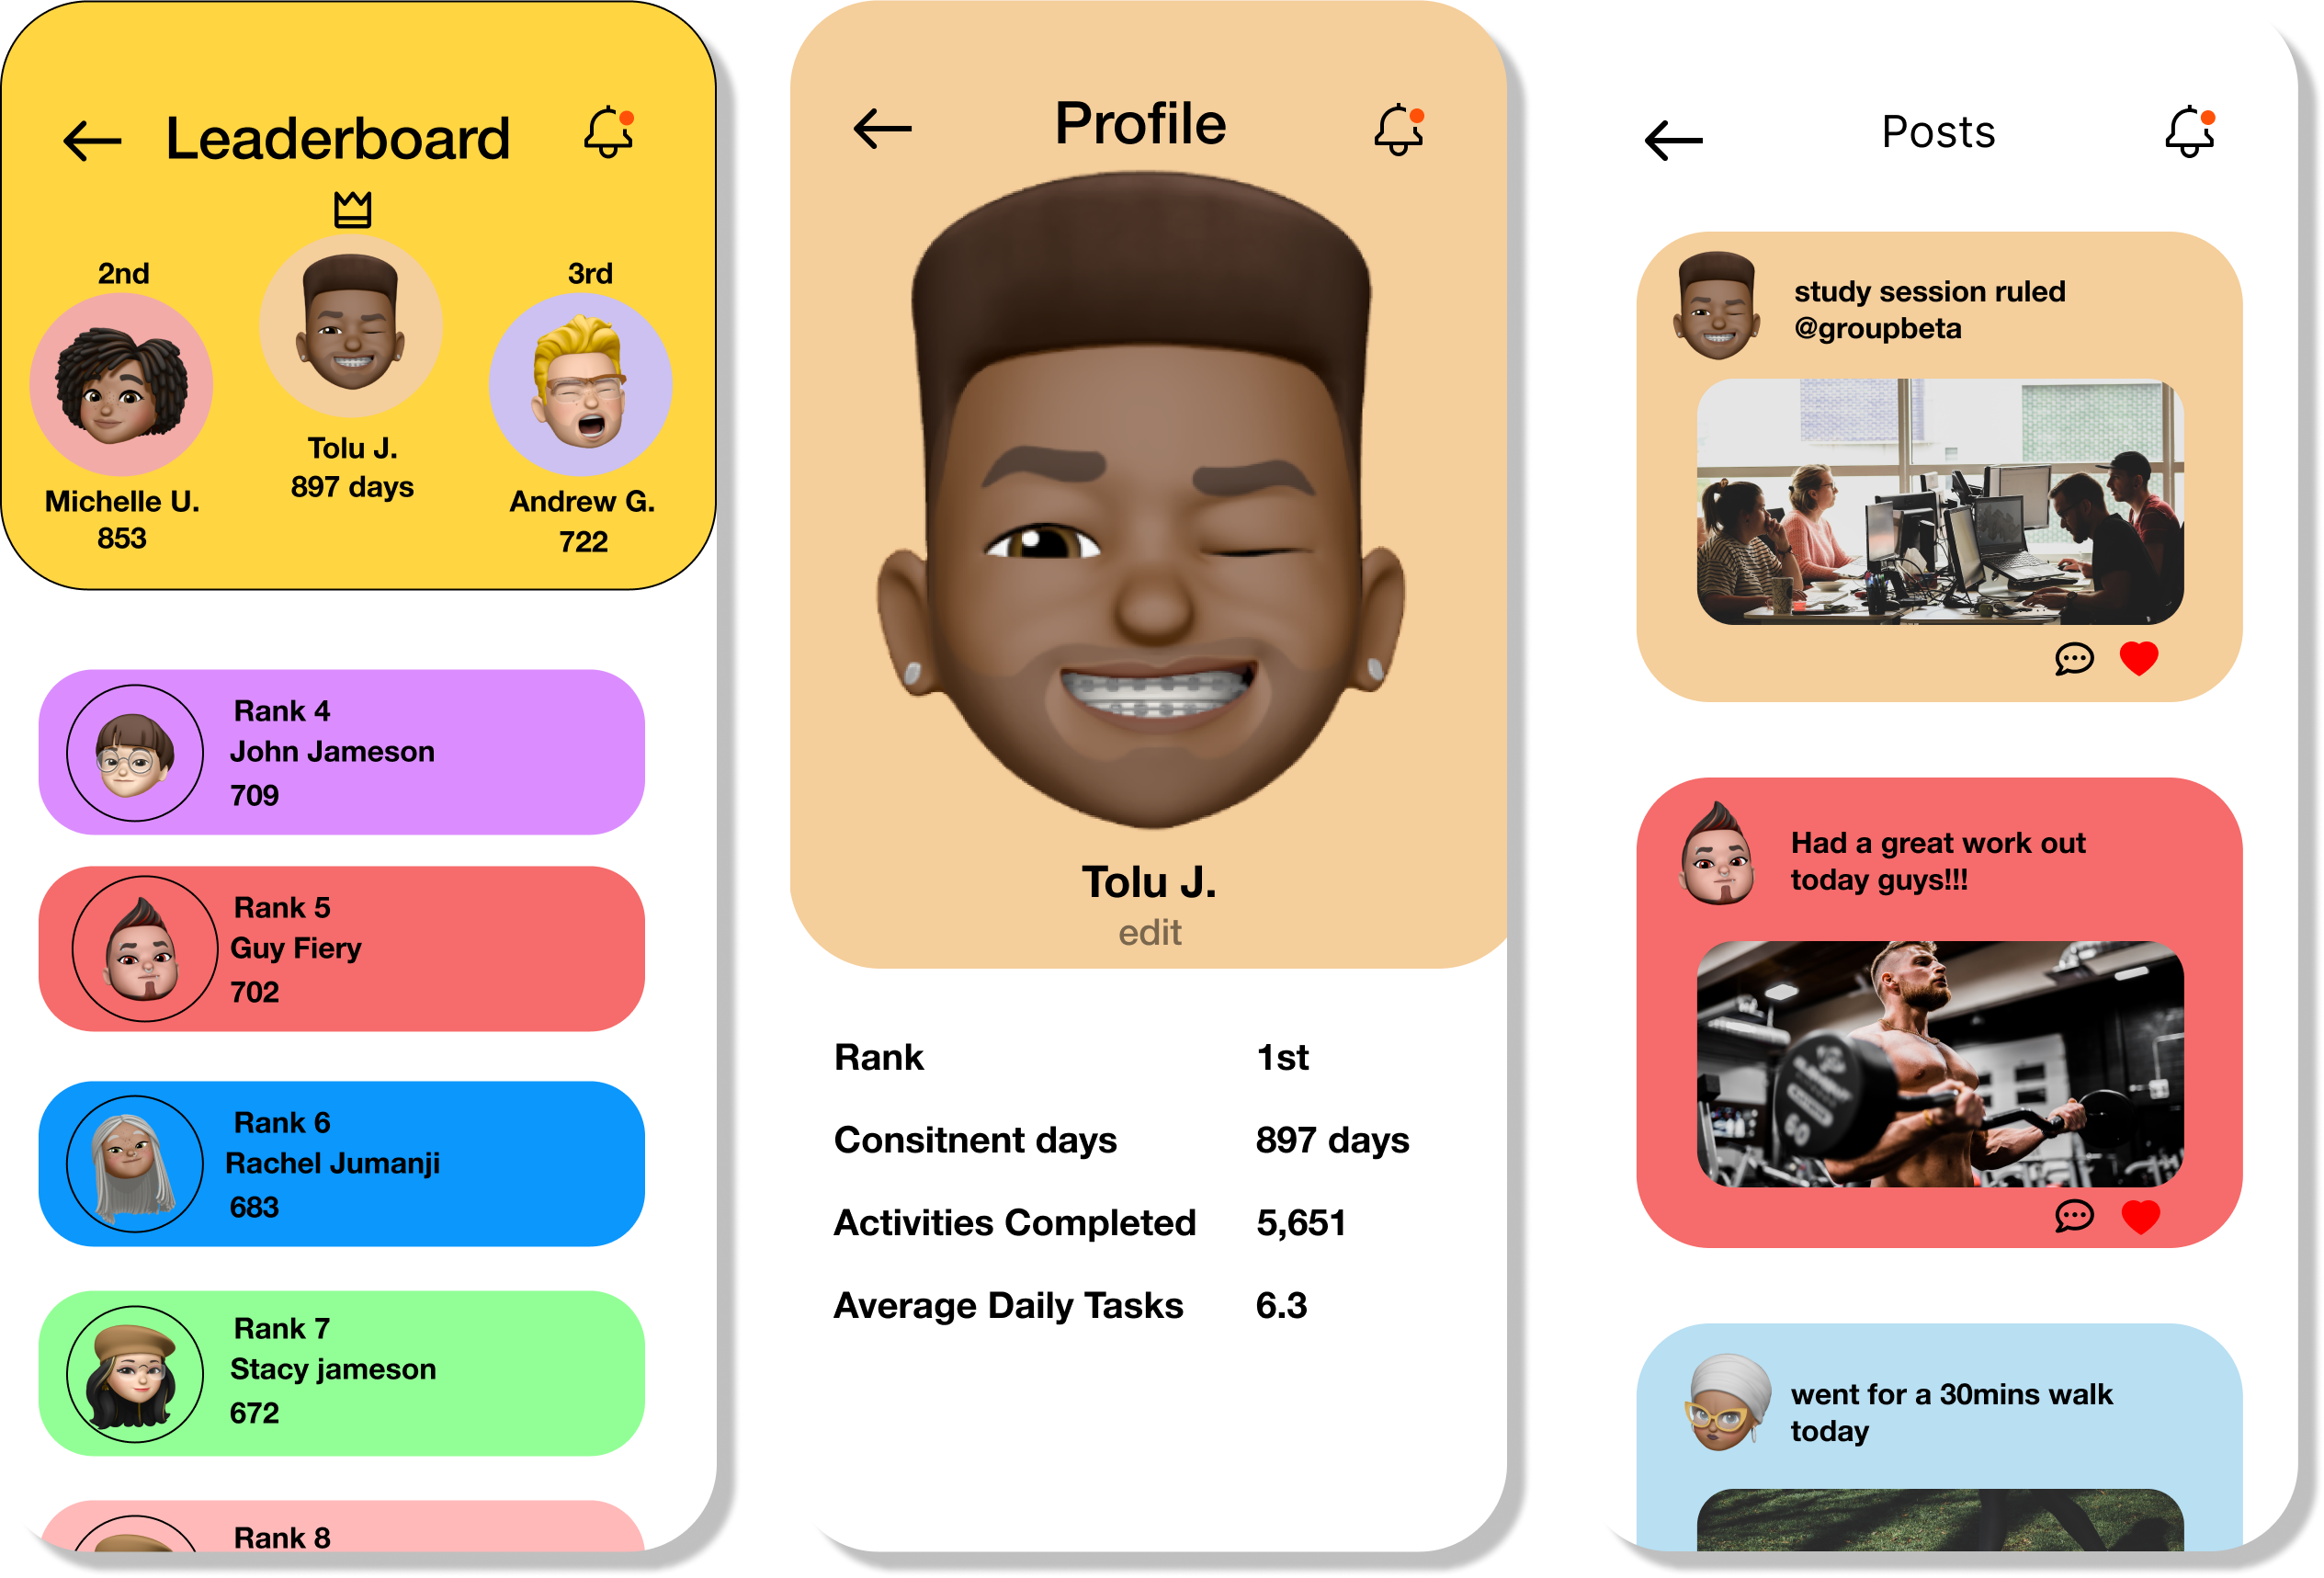 Leaderboard
2nd
3rd
Tolu J.
897 days
Michelle U.
853
Andrew G.
722
Rank 4
John Jameson
709
Rank 5
Guy Fiery
702
Rank 6
Rachel Jumanji
683
Rank 7
Stacy jameson
672
Rank 8
Profile
Tolu J.
edit
Rank 1st
Consitnent days 897 days
Activities Completed 5,651
Average Daily Tasks 6.3
Posts
study session ruled
@groupbeta
Had a great work out
today guys!!!
60
went for a 30mins walk
today